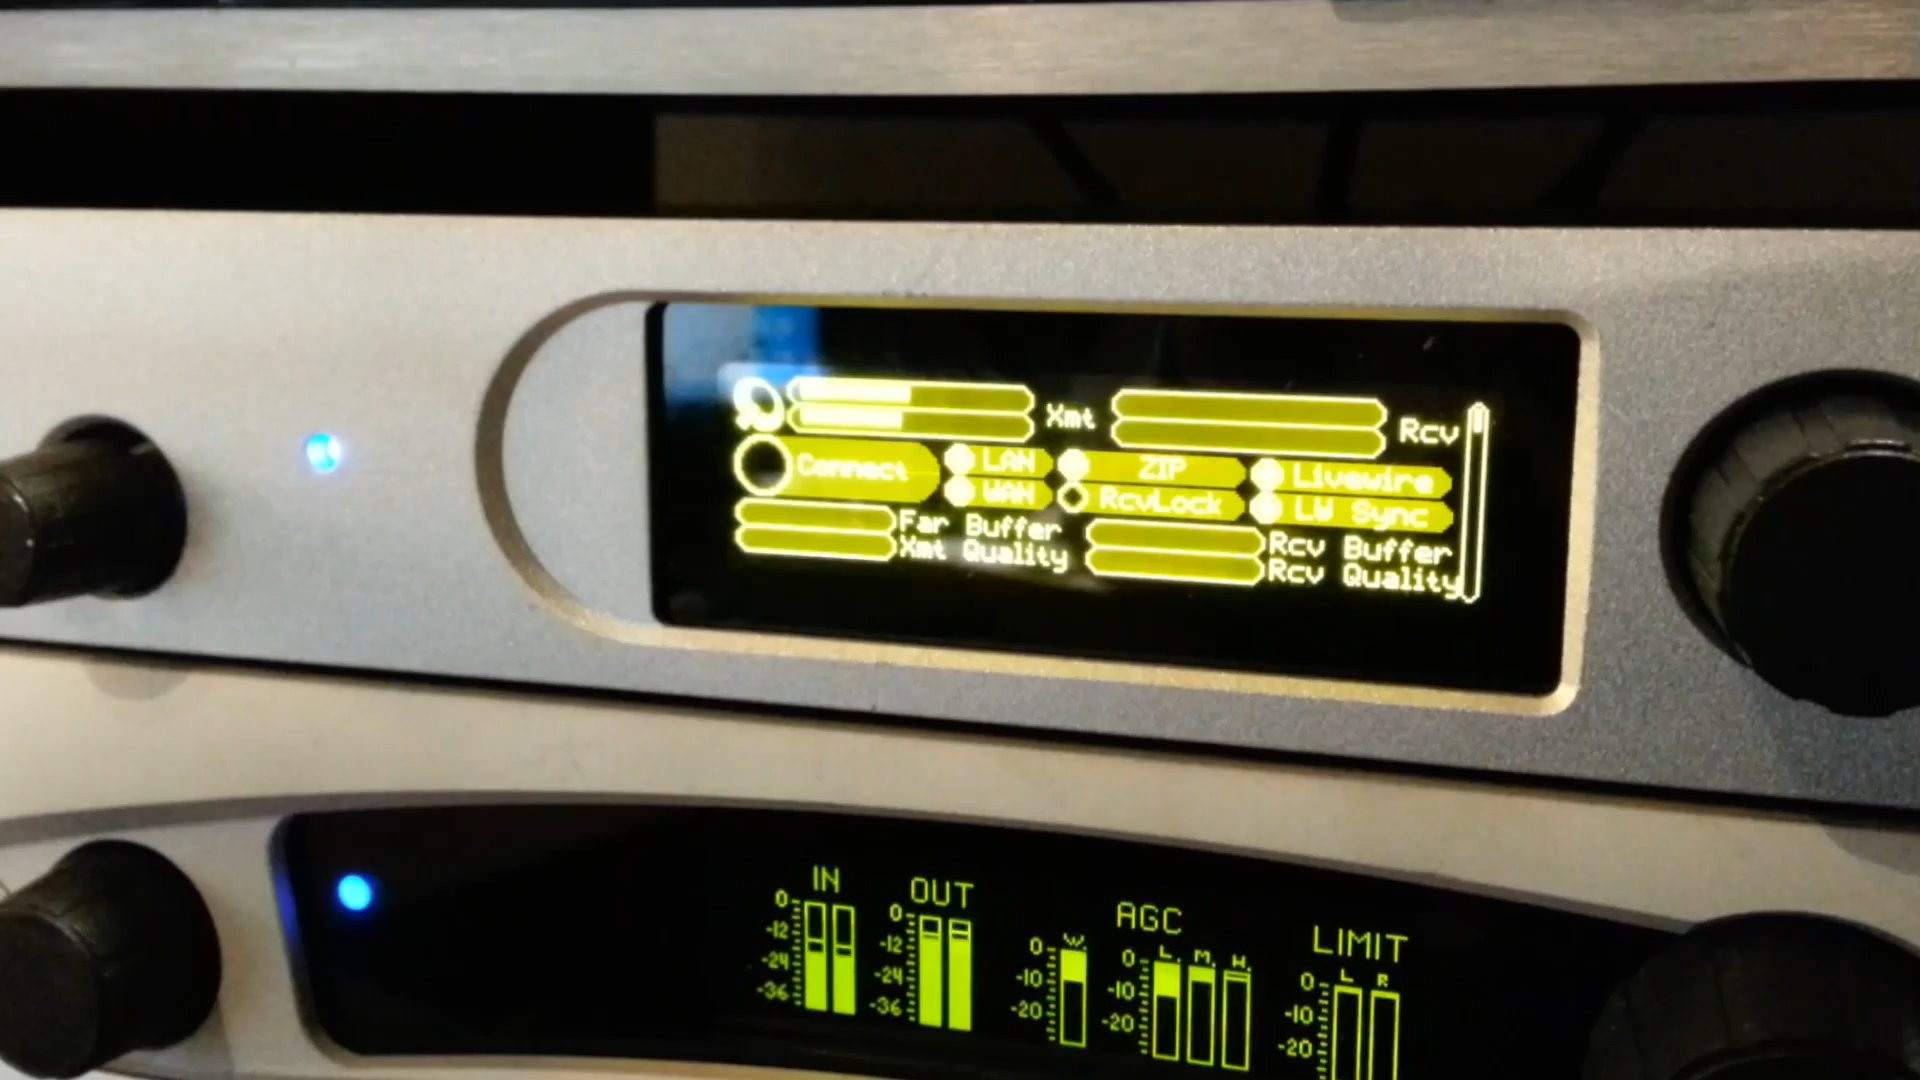 Xmt Rcv
Connect LAN ZIP Livewire
WAN RcvLock LW Sync
Far Buffer Rcv Buffer
Xmt Quality Rcv Quality
IN OUT AGC LIMIT
0 0 0 W. 0 L. M. H. 0 L R
-12 -12 -10 -10 -10
-24 -24 -20 -20 -20
-36 -36